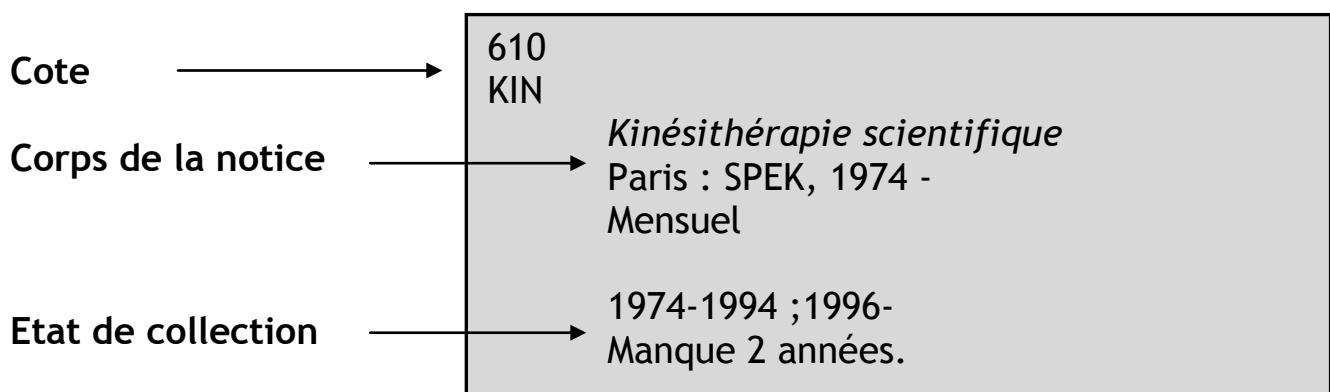 Cote
610
KIN
Corps de la notice
Kinésithérapie scientifique
Paris : SPEK, 1974 -
Mensuel
Etat de collection
1974-1994 ;1996-
Manque 2 années.